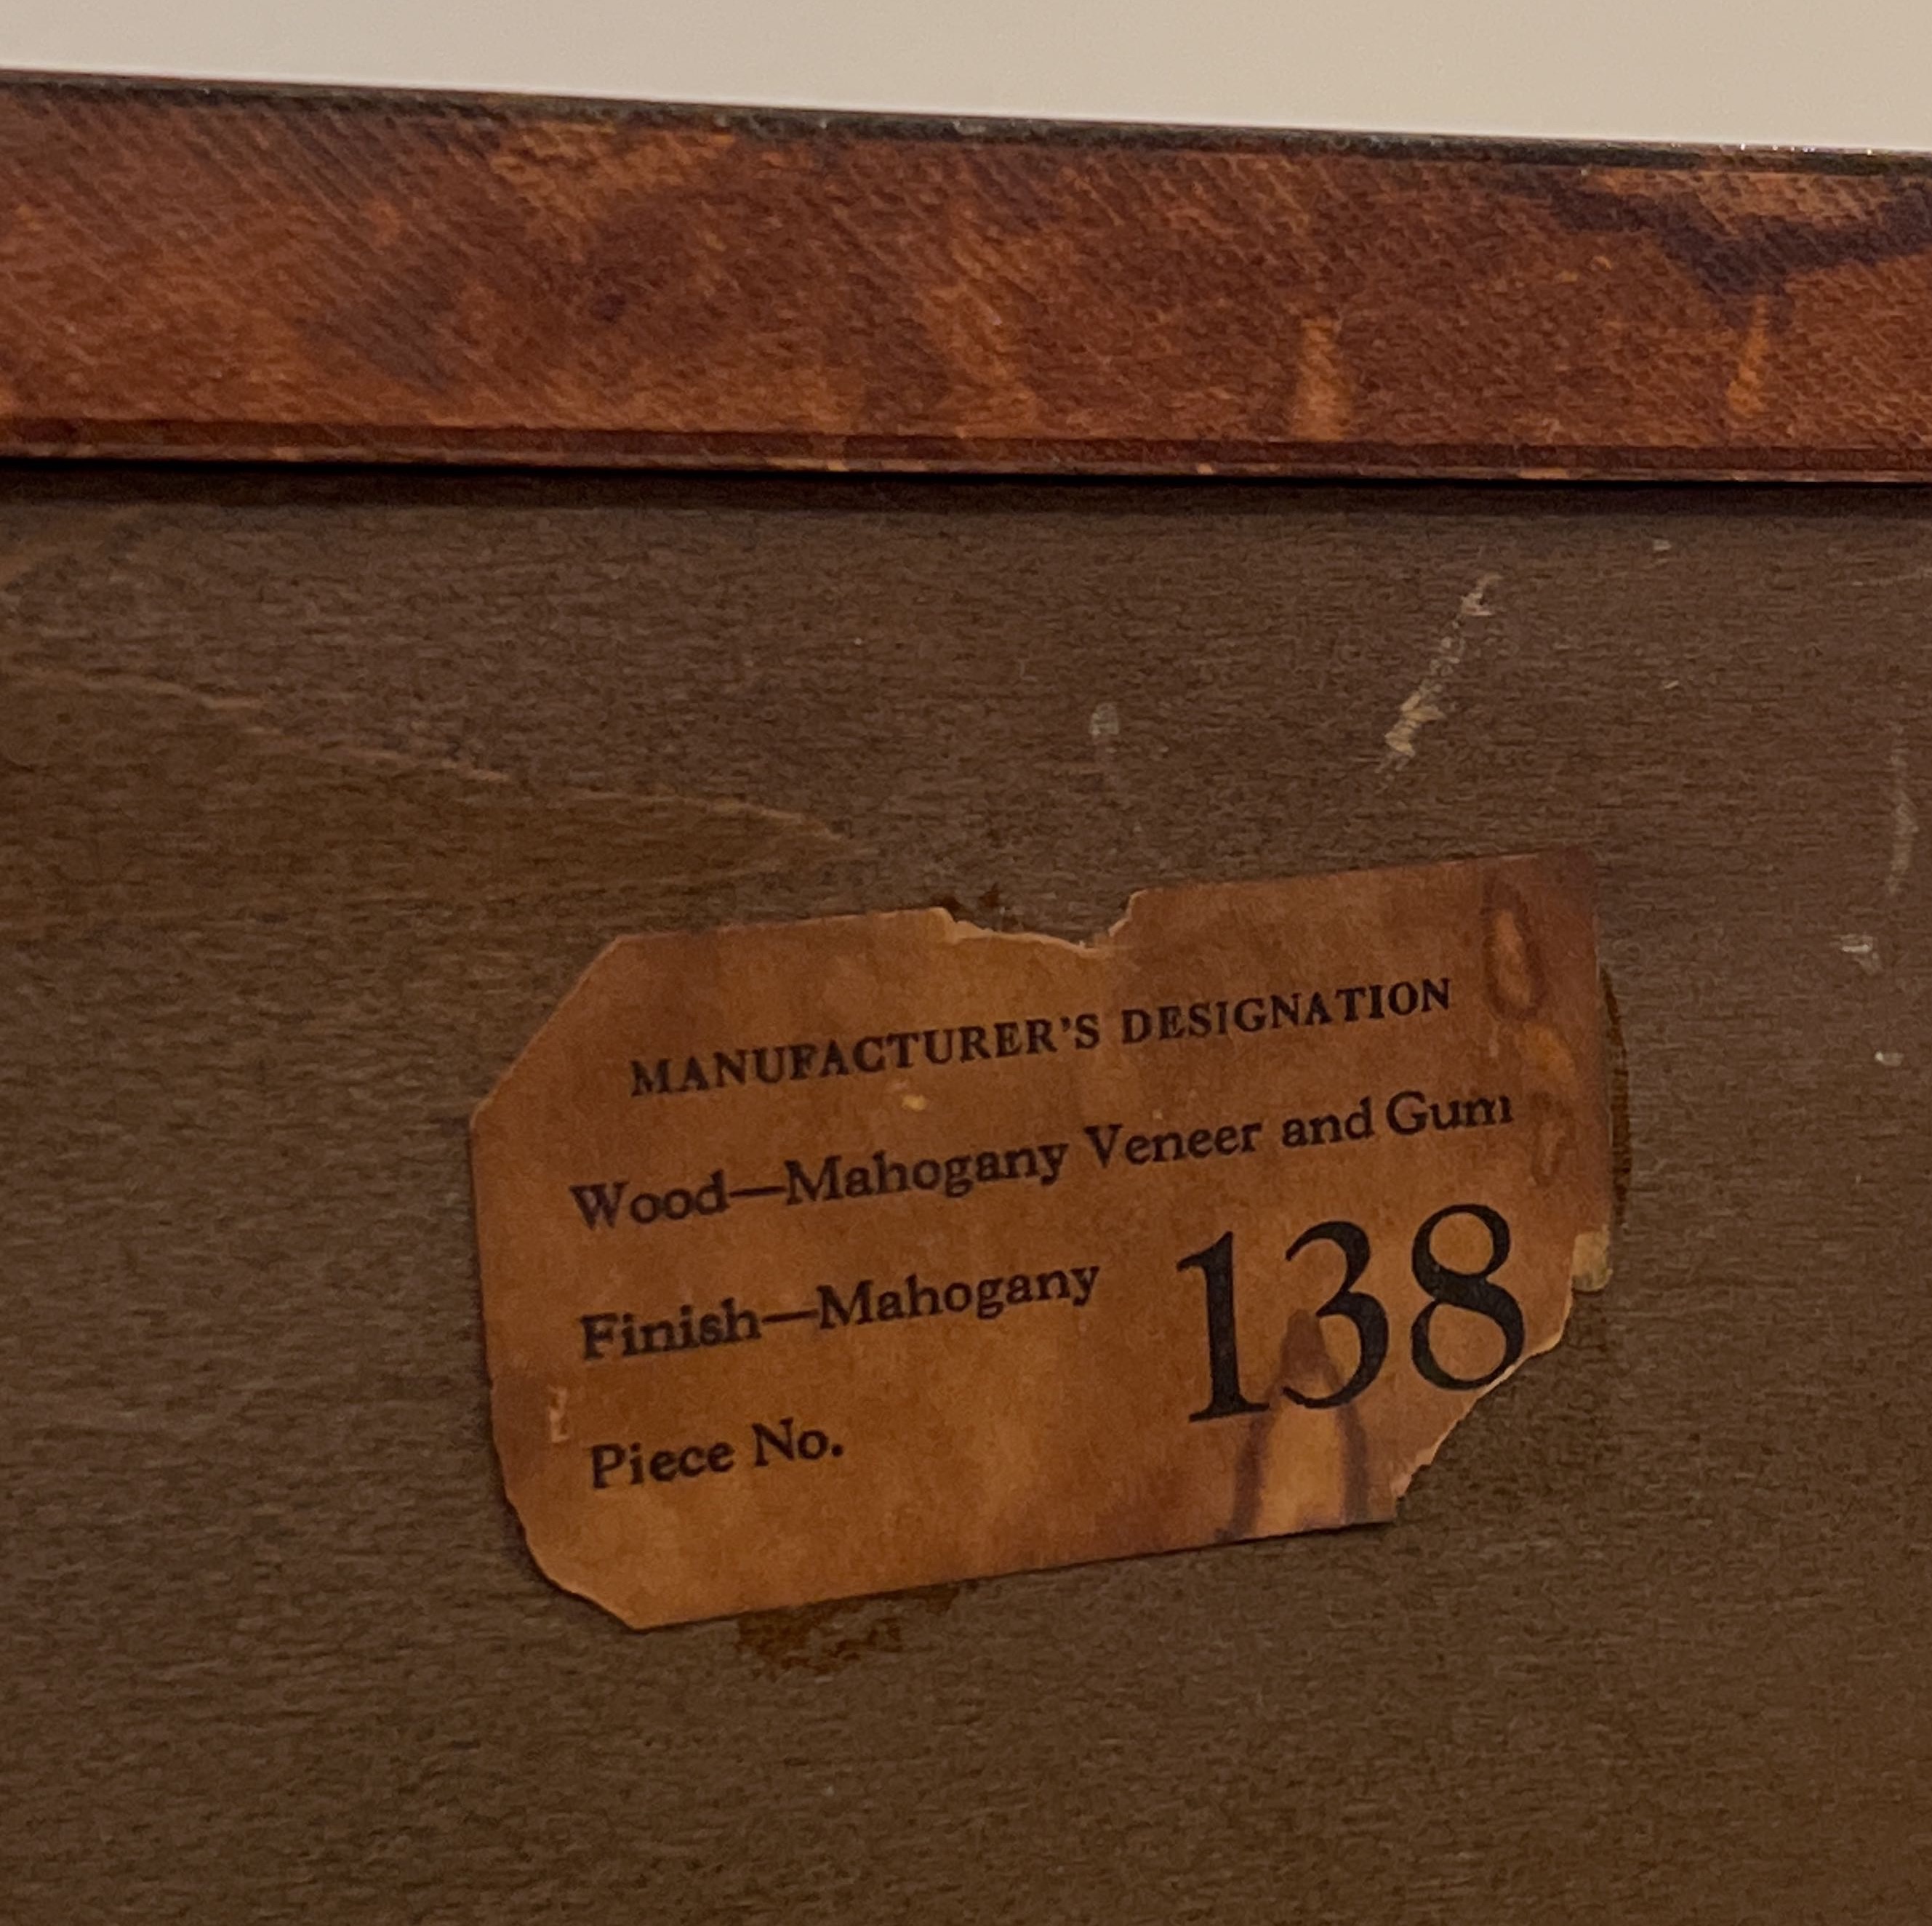 MANUFACTURER'S DESIGNATION
Wood—Mahogany Veneer and Gum
Finish—Mahogany
138
Piece No.